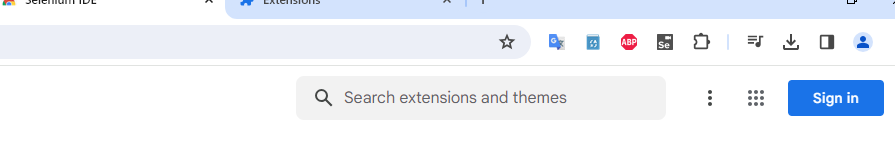 Selenium IDE
Extensions
ABP
Se
Search extensions and themes
Sign in